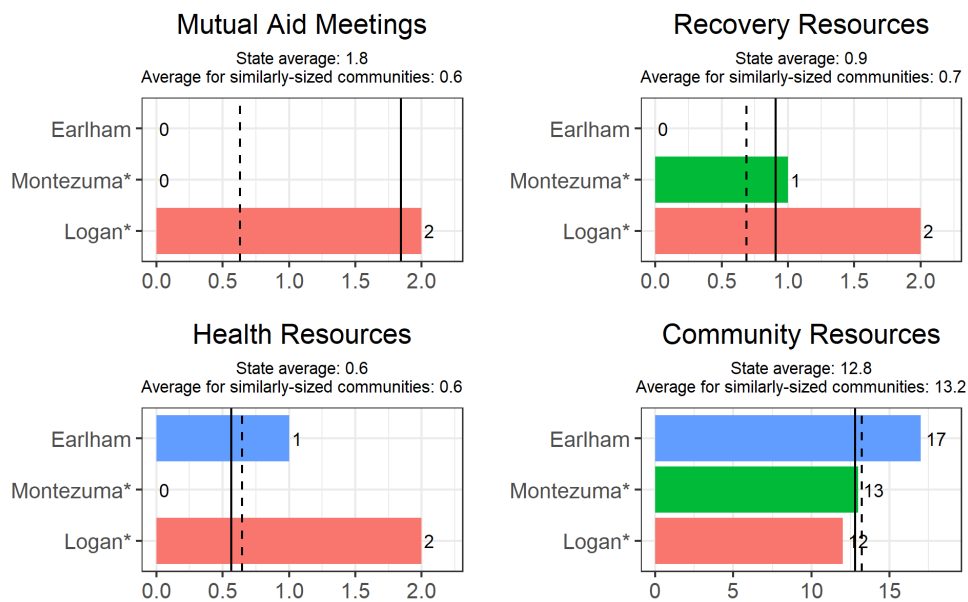 Mutual Aid Meetings
State average: 1.8
Average for similarly-sized communities: 0.6
Earlham
0
Montezuma*
0
Logan*
2
0.0 0.5 1.0 1.5 2.0
Recovery Resources
State average: 0.9
Average for similarly-sized communities: 0.7
Earlham
0
Montezuma*
1
Logan*
2
0.0 0.5 1.0 1.5 2.0
Health Resources
State average: 0.6
Average for similarly-sized communities: 0.6
Earlham
1
Montezuma*
0
Logan*
2
0.0 0.5 1.0 1.5 2.0
Community Resources
State average: 12.8
Average for similarly-sized communities: 13.2
Earlham
17
Montezuma*
13
Logan*
12
0 5 10 15